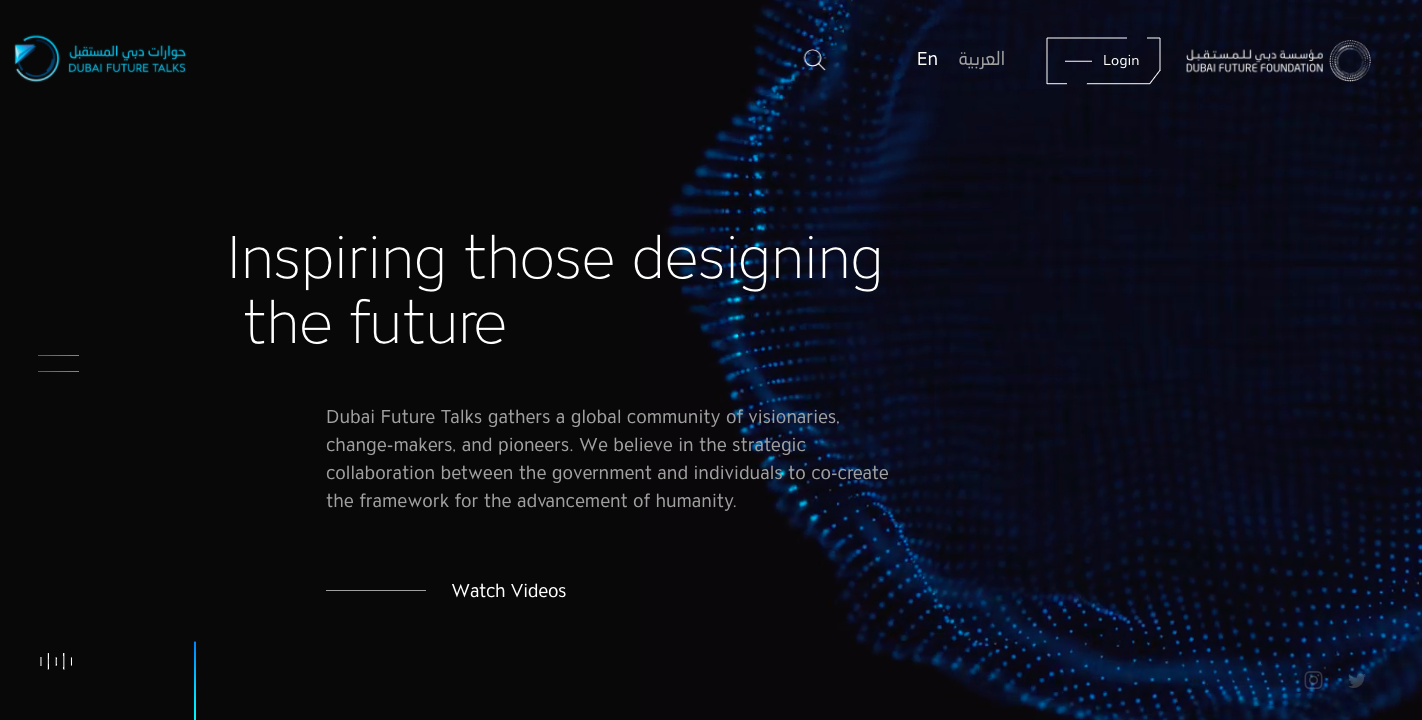 حوارات دبي المستقبل
DUBAI FUTURE TALKS
En
العربية
Login
مؤسسة دبي للمستقبل
DUBAI FUTURE FOUNDATION
Inspiring those designing
the future
Dubai Future Talks gathers a global community of visionaries,
change-makers, and pioneers. We believe in the strategic
collaboration between the government and individuals to co-create
the framework for the advancement of humanity.
Watch Videos